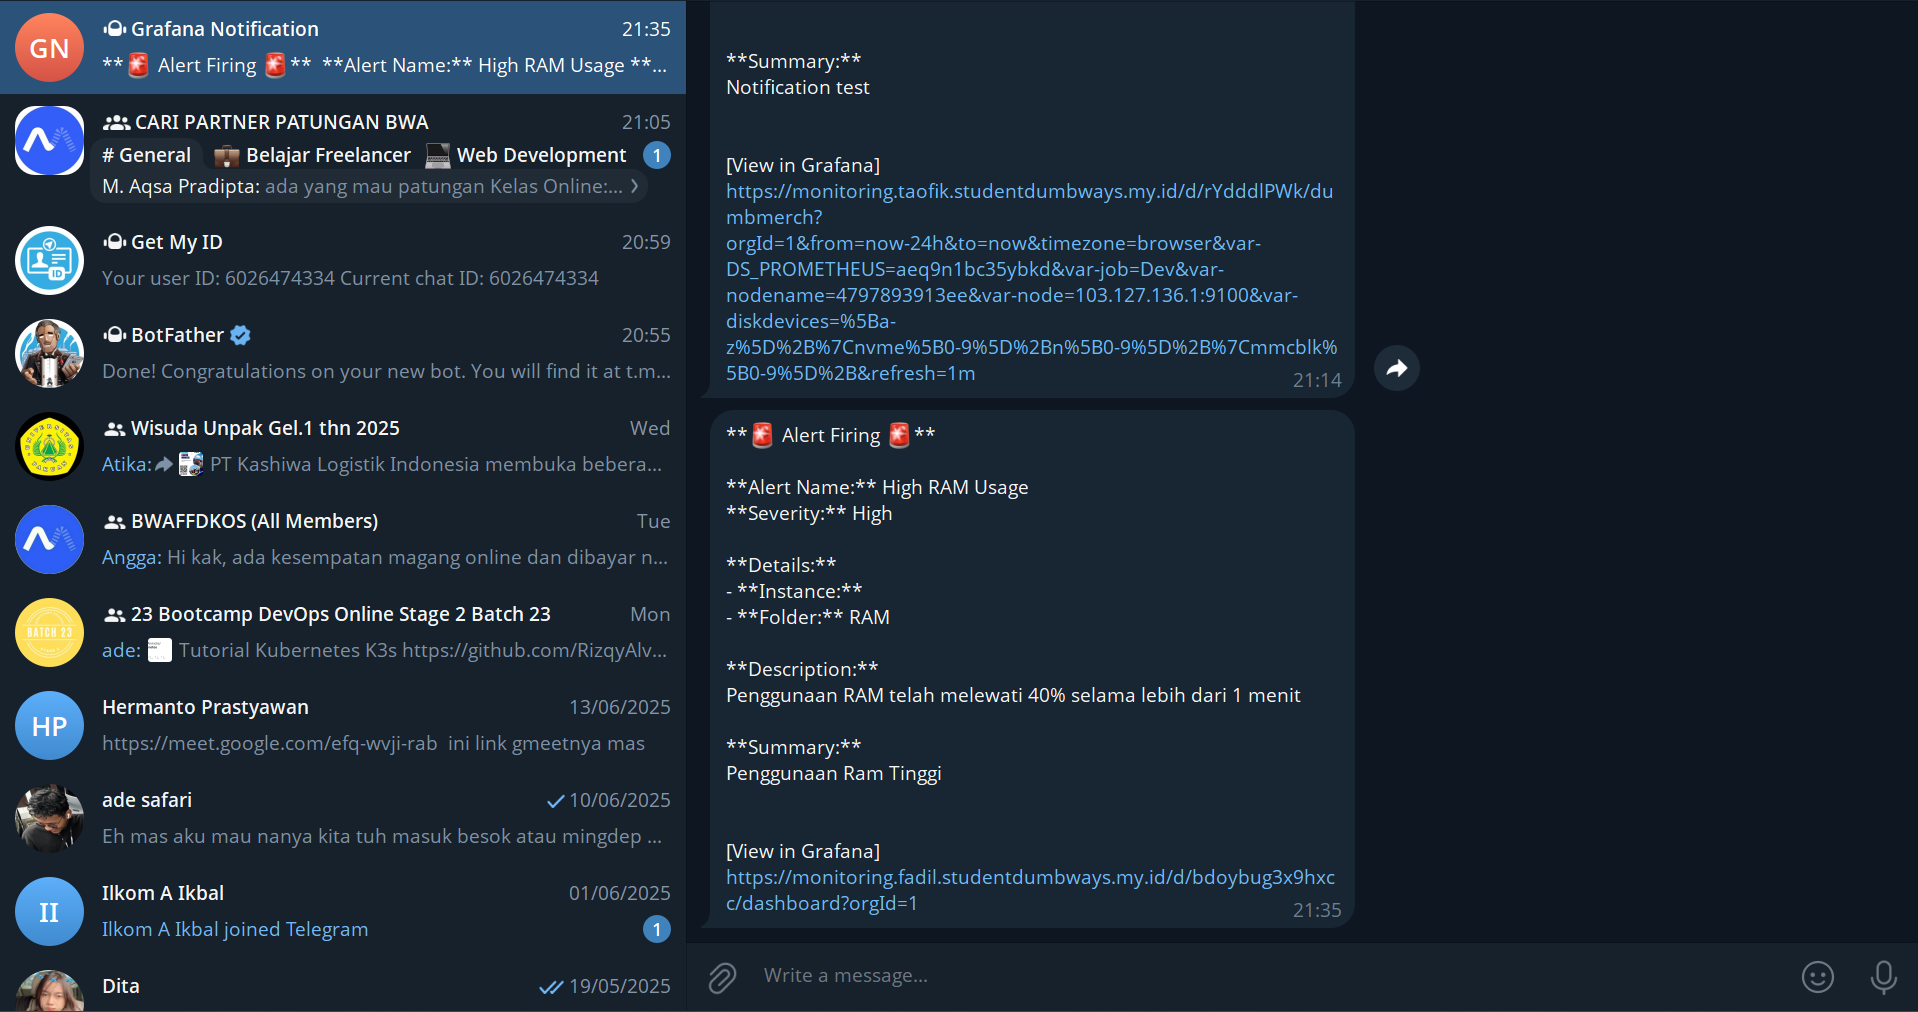 GN
Grafana Notification 21:35
**🚨 Alert Firing 🚨** **Alert Name:** High RAM Usage **...
CARI PARTNER PATUNGAN BWA 21:05
# General 💼 Belajar Freelancer 💻 Web Development 1
M. Aqsa Pradipta: ada yang mau patungan Kelas Online:... >
Get My ID 20:59
ID
Your user ID: 6026474334 Current chat ID: 6026474334
BotFather 20:55
Done! Congratulations on your new bot. You will find it at t.m...
Wisuda Unpak Gel.1 thn 2025 Wed
Atika: PT Kashiwa Logistik Indonesia membuka bebera...
BWAFFDKOS (All Members) Tue
Angga: Hi kak, ada kesempatan magang online dan dibayar n...
23 Bootcamp DevOps Online Stage 2 Batch 23 Mon
BATCH 23
ade: Tutorial Kubernetes K3s https://github.com/RizqyAlv...
HP
Hermanto Prastyawan 13/06/2025
https://meet.google.com/efq-wvji-rab ini link gmeetnya mas
ade safari 10/06/2025
Eh mas aku mau nanya kita tuh masuk besok atau mingdep ...
II
Ilkom A Ikbal 01/06/2025
Ilkom A Ikbal joined Telegram 1
Dita 19/05/2025
**Summary:**
Notification test
[View in Grafana]
https://monitoring.taofik.studentdumbways.my.id/d/rYdddlPWk/du
mbmerch?
orgId=1&from=now-24h&to=now&timezone=browser&var-
DS_PROMETHEUS=aeq9n1bc35ybkd&var-job=Dev&var-
nodename=4797893913ee&var-node=103.127.136.1:9100&var-
diskdevices=%5Ba-
z%5D%2B%7Cnvme%5B0-9%5D%2Bn%5B0-9%5D%2B%7Cmmcblk%
5B0-9%5D%2B&refresh=1m
21:14
**🚨 Alert Firing 🚨**
**Alert Name:** High RAM Usage
**Severity:** High
**Details:**
- **Instance:**
- **Folder:** RAM
**Description:**
Penggunaan RAM telah melewati 40% selama lebih dari 1 menit
**Summary:**
Penggunaan Ram Tinggi
[View in Grafana]
https://monitoring.fadil.studentdumbways.my.id/d/bdoybug3x9hxc
c/dashboard?orgId=1
21:35
Write a message...